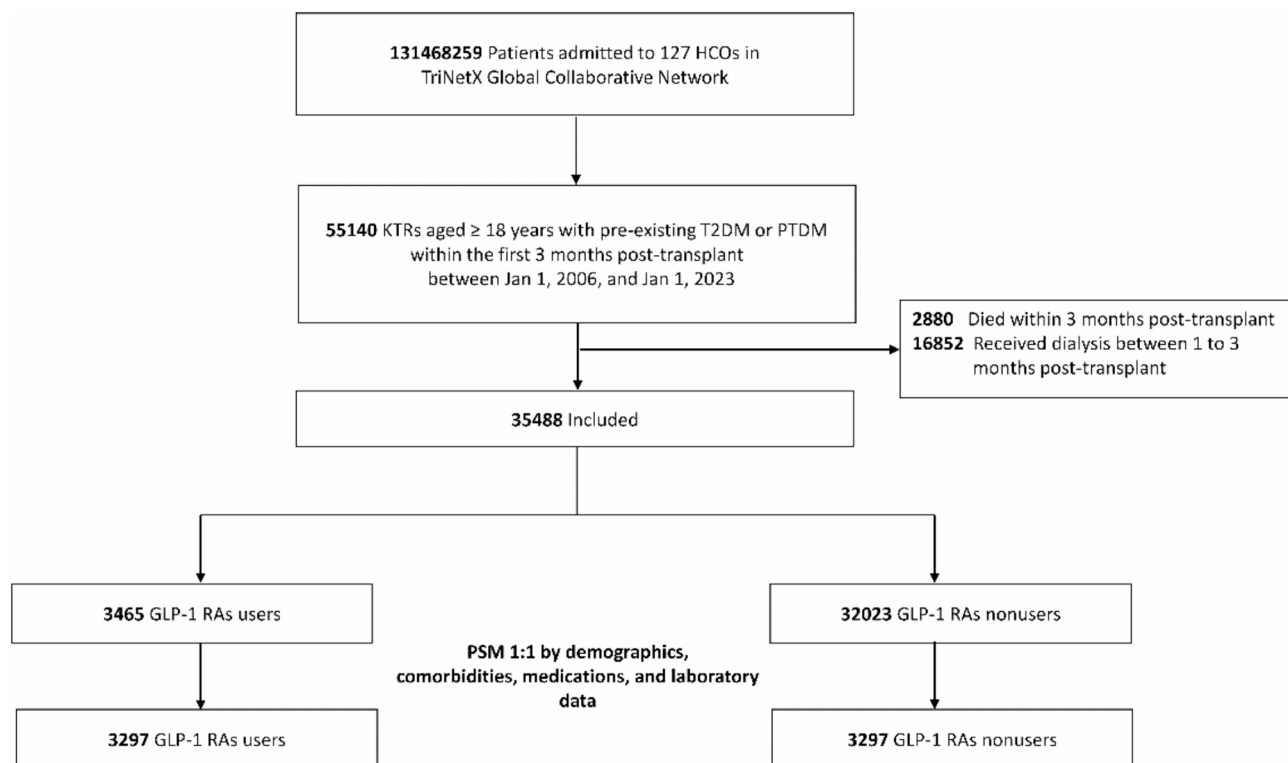 131468259 Patients admitted to 127 HCOs in
TriNetX Global Collaborative Network
55140 KTRs aged ≥ 18 years with pre-existing T2DM or PTDM
within the first 3 months post-transplant
between Jan 1, 2006, and Jan 1, 2023
2880 Died within 3 months post-transplant
16852 Received dialysis between 1 to 3
months post-transplant
35488 Included
3465 GLP-1 RAs users
32023 GLP-1 RAs nonusers
PSM 1:1 by demographics,
comorbidities, medications, and laboratory
data
3297 GLP-1 RAs users
3297 GLP-1 RAs nonusers